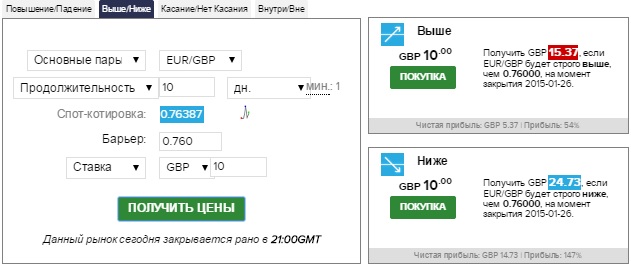 Повышение/Падение Выше/Ниже Касание/Нет Касания Внутри/Вне
Основные пары EUR/GBP
Продолжительность 10 дн. мин.: 1
Спот-котировка: 0.76387
Барьер: 0.760
Ставка GBP 10
ПОЛУЧИТЬ ЦЕНЫ
Данный рынок сегодня закрывается рано в 21:00GMT
Выше
GBP 10.00
ПОКУПКА
Получить GBP 15.37, если
EUR/GBP будет строго выше,
чем 0.76000, на момент
закрытия 2015-01-26.
Чистая прибыль: GBP 5.37 | Прибыль: 54%
Ниже
GBP 10.00
ПОКУПКА
Получить GBP 24.73, если
EUR/GBP будет строго ниже,
чем 0.76000, на момент
закрытия 2015-01-26.
Чистая прибыль: GBP 14.73 | Прибыль: 147%